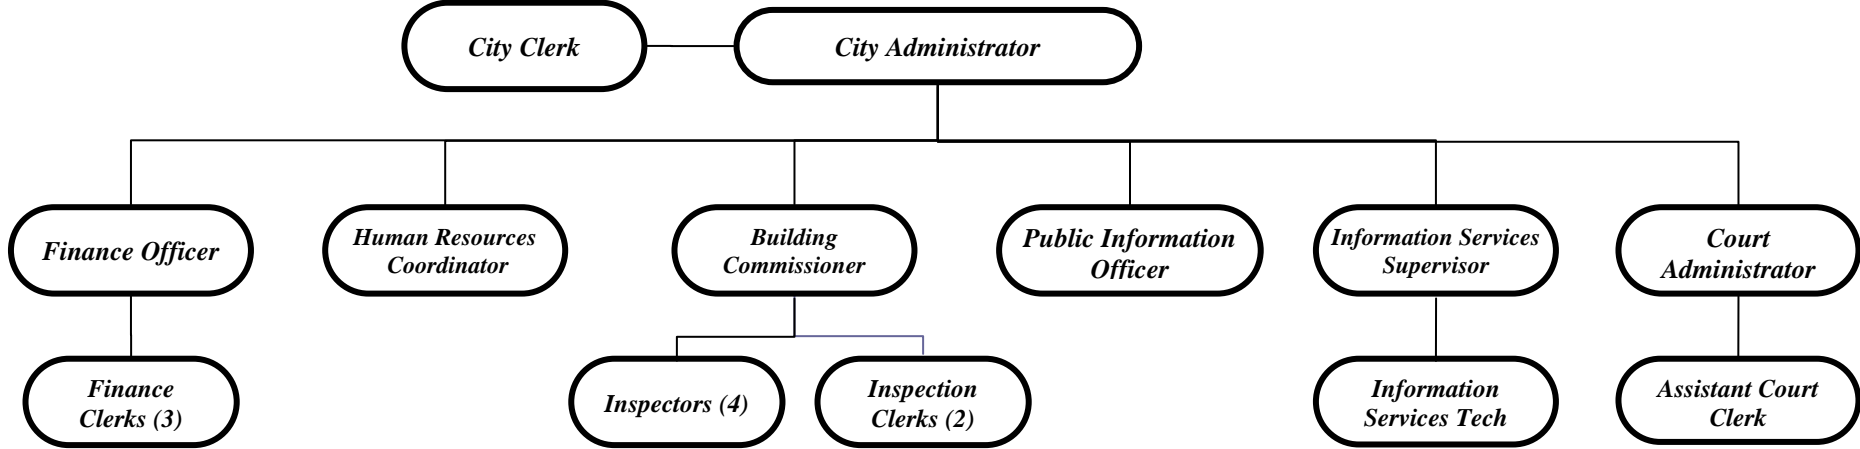 City Clerk
City Administrator
Finance Officer
Human Resources
Coordinator
Building
Commissioner
Public Information
Officer
Information Services
Supervisor
Court
Administrator
Finance
Clerks (3)
Inspectors (4)
Inspection
Clerks (2)
Information
Services Tech
Assistant Court
Clerk